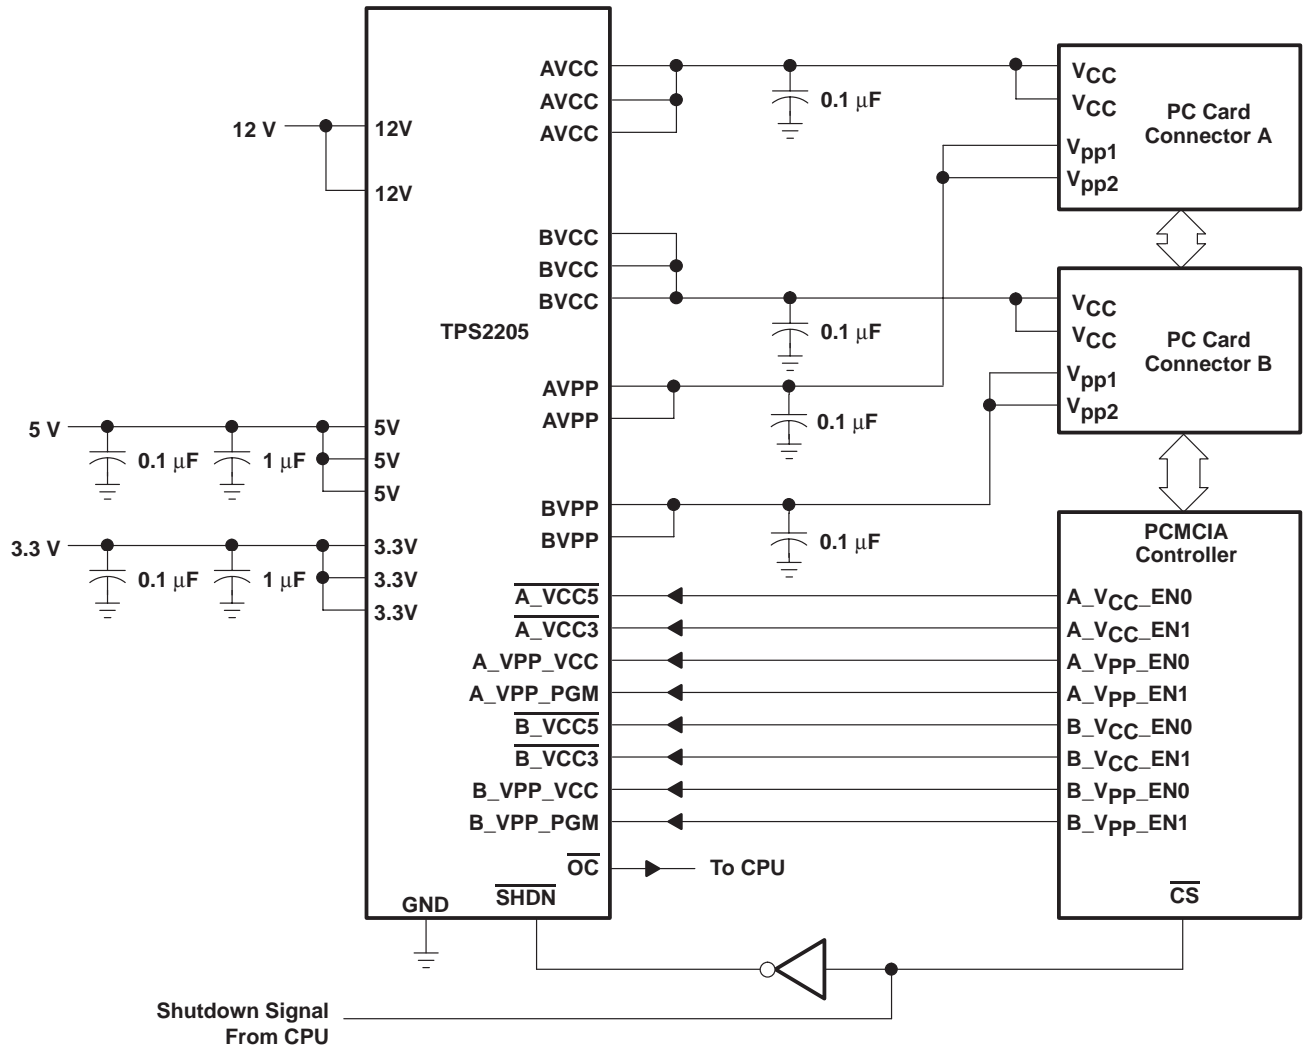 AVCC
AVCC
AVCC
0.1 μF
VCC
VCC
Vpp1
Vpp2
PC Card
Connector A
12 V
12V
12V
BVCC
BVCC
BVCC
0.1 μF
TPS2205
VCC
VCC
Vpp1
Vpp2
PC Card
Connector B
AVPP
AVPP
0.1 μF
5 V
0.1 μF
1 μF
5V
5V
5V
BVPP
BVPP
0.1 μF
3.3 V
0.1 μF
1 μF
3.3V
3.3V
3.3V
PCMCIA
Controller
A_VCC5
A_VCC3
A_VPP_VCC
A_VPP_PGM
B_VCC5
B_VCC3
B_VPP_VCC
B_VPP_PGM
A_VCC_EN0
A_VCC_EN1
A_VPP_EN0
A_VPP_EN1
B_VCC_EN0
B_VCC_EN1
B_VPP_EN0
B_VPP_EN1
OC
To CPU
GND
SHDN
CS
Shutdown Signal
From CPU